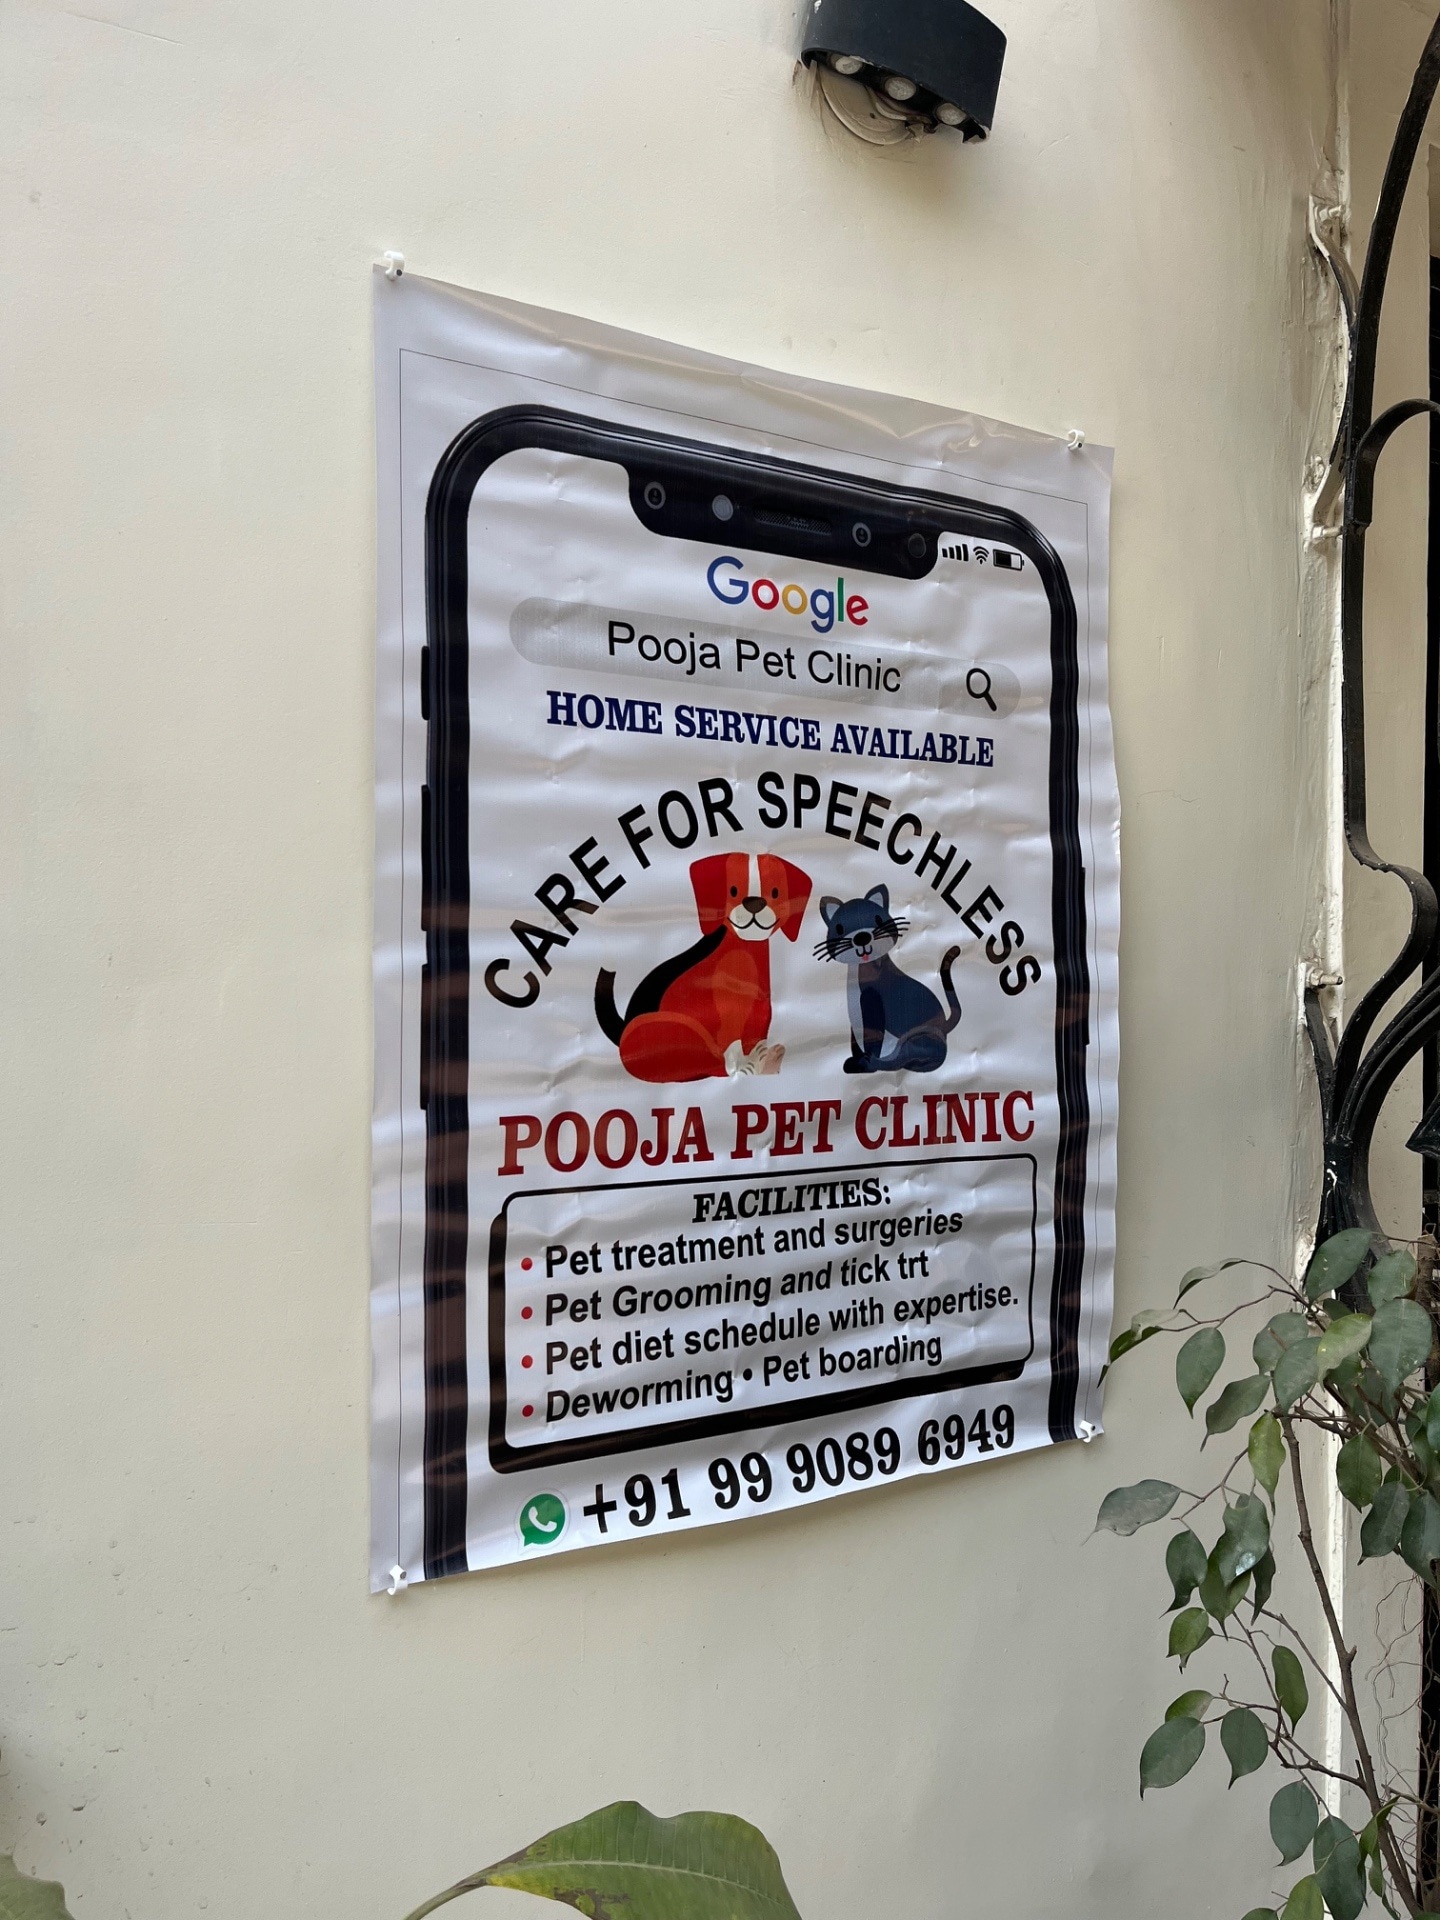 Google
Pooja Pet Clinic
HOME SERVICE AVAILABLE
CARE FOR SPEECHLESS
POOJA PET CLINIC
FACILITIES:
• Pet treatment and surgeries
• Pet Grooming and tick trt
• Pet diet schedule with expertise.
• Deworming • Pet boarding
+91 99 9089 6949